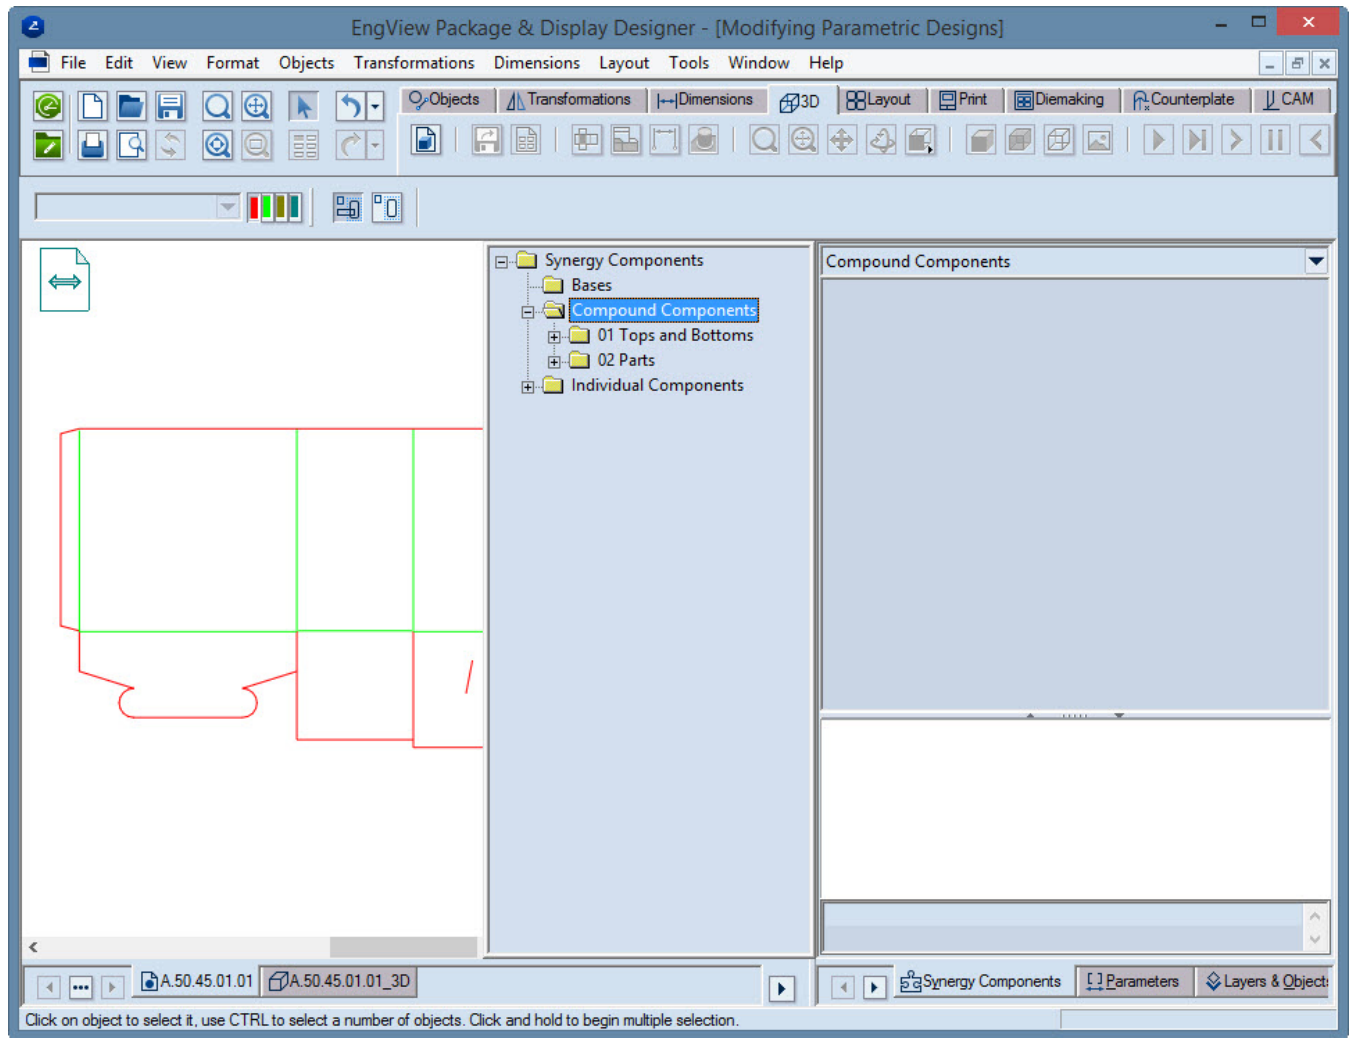 EngView Package & Display Designer - [Modifying Parametric Designs]
File Edit View Format Objects Transformations Dimensions Layout Tools Window Help
Objects Transformations Dimensions 3D Layout Print Diemaking Counterplate CAM
Synergy Components
Bases
Compound Components
01 Tops and Bottoms
02 Parts
Individual Components
Compound Components
A.50.45.01.01 A.50.45.01.01_3D
Synergy Components Parameters Layers & Object
Click on object to select it, use CTRL to select a number of objects. Click and hold to begin multiple selection.